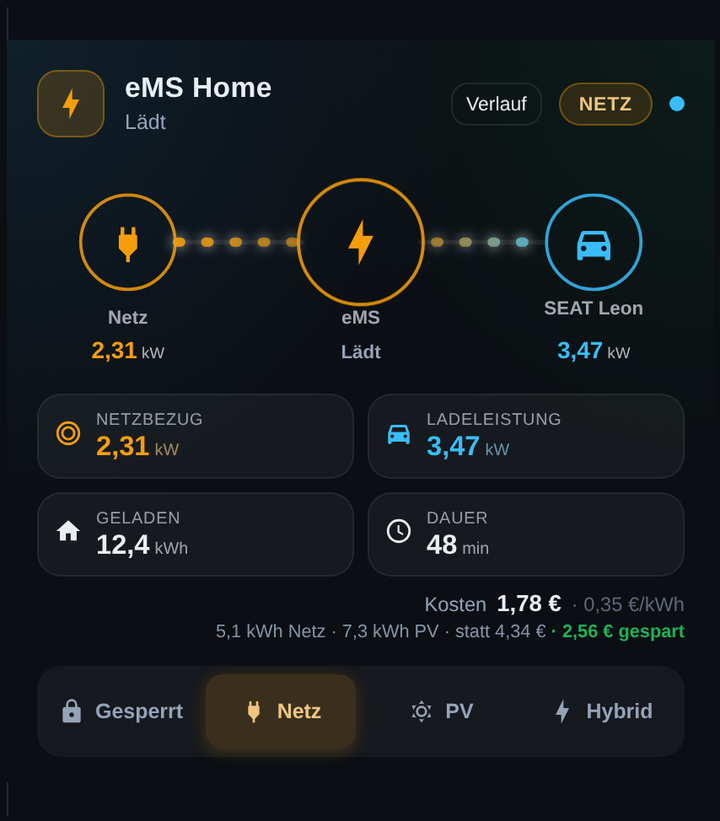 eMS Home
Lädt
Verlauf
NETZ
Netz
eMS
SEAT Leon
2,31 kW
Lädt
3,47 kW
NETZBEZUG
2,31 kW
LADELEISTUNG
3,47 kW
GELADEN
12,4 kWh
DAUER
48 min
Kosten 1,78 € · 0,35 €/kWh
5,1 kWh Netz · 7,3 kWh PV · statt 4,34 € · 2,56 € gespart
Gesperrt
Netz
PV
Hybrid